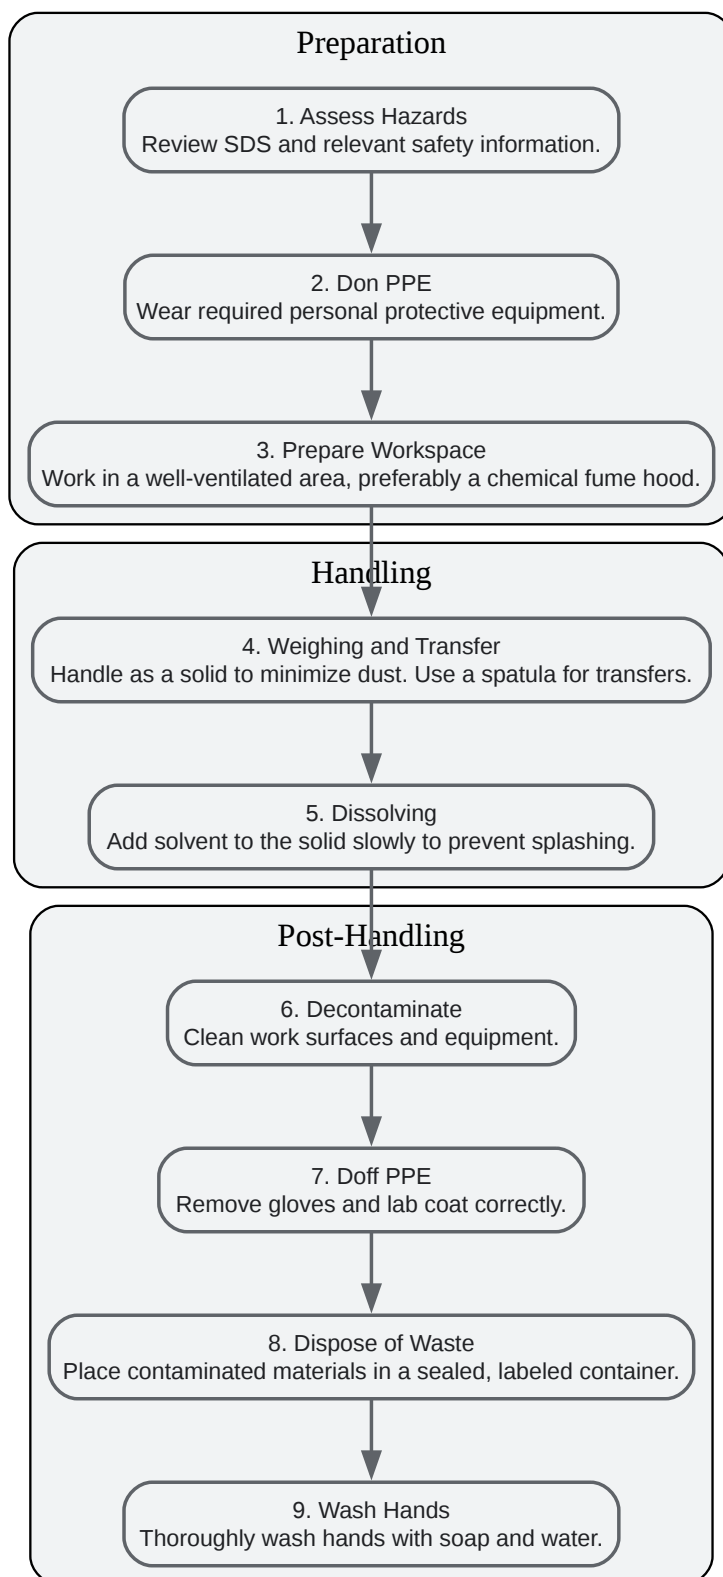 Preparation
1. Assess Hazards
Review SDS and relevant safety information.
2. Don PPE
Wear required personal protective equipment.
3. Prepare Workspace
Work in a well-ventilated area, preferably a chemical fume hood.
Handling
4. Weighing and Transfer
Handle as a solid to minimize dust. Use a spatula for transfers.
5. Dissolving
Add solvent to the solid slowly to prevent splashing.
Post-Handling
6. Decontaminate
Clean work surfaces and equipment.
7. Doff PPE
Remove gloves and lab coat correctly.
8. Dispose of Waste
Place contaminated materials in a sealed, labeled container.
9. Wash Hands
Thoroughly wash hands with soap and water.